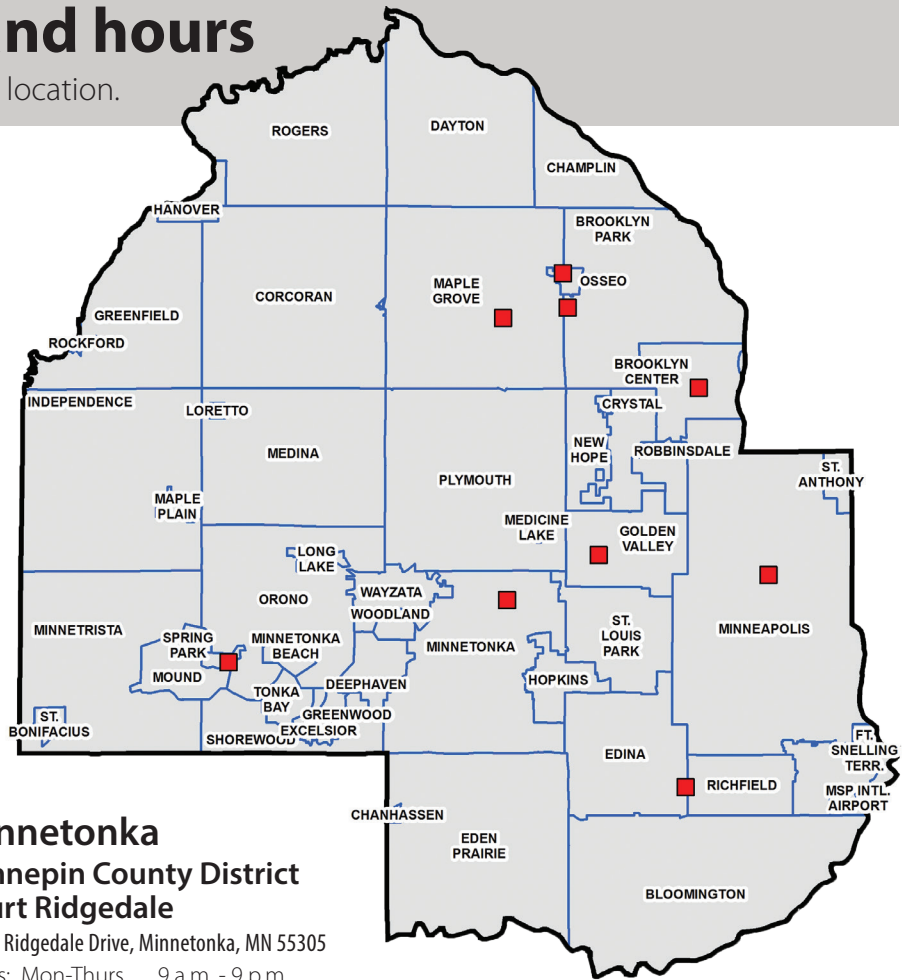 nd hours
location.
ROGERS
DAYTON
CHAMPLIN
HANOVER
BROOKLYN
PARK
OSSEO
MAPLE
GROVE
CORCORAN
GREENFIELD
ROCKFORD
BROOKLYN
CENTER
INDEPENDENCE
LORETTO
CRYSTAL
NEW
HOPE
ROBBINSDALE
MEDINA
PLYMOUTH
ST.
ANTHONY
MAPLE
PLAIN
MEDICINE
LAKE
GOLDEN
VALLEY
LONG
LAKE
ORONO
WAYZATA
WOODLAND
MINNETRISTA
SPRING
PARK
MINNETONKA
BEACH
MINNETONKA
ST.
LOUIS
PARK
MINNEAPOLIS
MOUND
HOPKINS
DEEPHAVEN
TONKA
BAY
GREENWOOD
EXCELSIOR
SHOREWOOD
ST.
BONIFACIUS
EDINA
RICHFIELD
FT.
SNELLING
TERR.
MSP INTL.
AIRPORT
CHANHASSEN
EDEN
PRAIRIE
BLOOMINGTON
nnetonka
nnepin County District
urt Ridgedale
Ridgedale Drive, Minnetonka, MN 55305
s: Mon-Thurs 9 a.m. - 9 p.m.